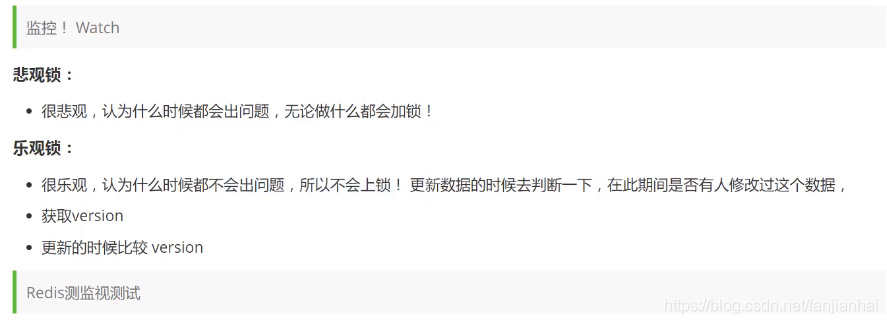 监控！ Watch
悲观锁：
很悲观，认为什么时候都会出问题，无论做什么都会加锁！
乐观锁：
很乐观，认为什么时候都不会出问题，所以不会上锁！ 更新数据的时候去判断一下，在此期间是否有人修改过这个数据，
获取version
更新的时候比较 version
Redis测监视测试
https://blog.csdn.net/fanjianhai